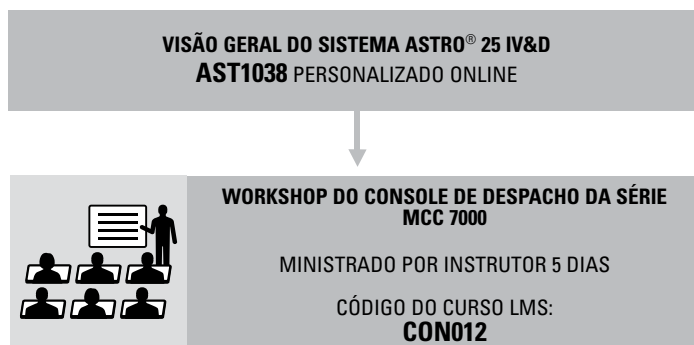 VISÃO GERAL DO SISTEMA ASTRO® 25 IV&D
AST1038 PERSONALIZADO ONLINE
WORKSHOP DO CONSOLE DE DESPACHO DA SÉRIE
MCC 7000
MINISTRADO POR INSTRUTOR 5 DIAS
CÓDIGO DO CURSO LMS:
CON012